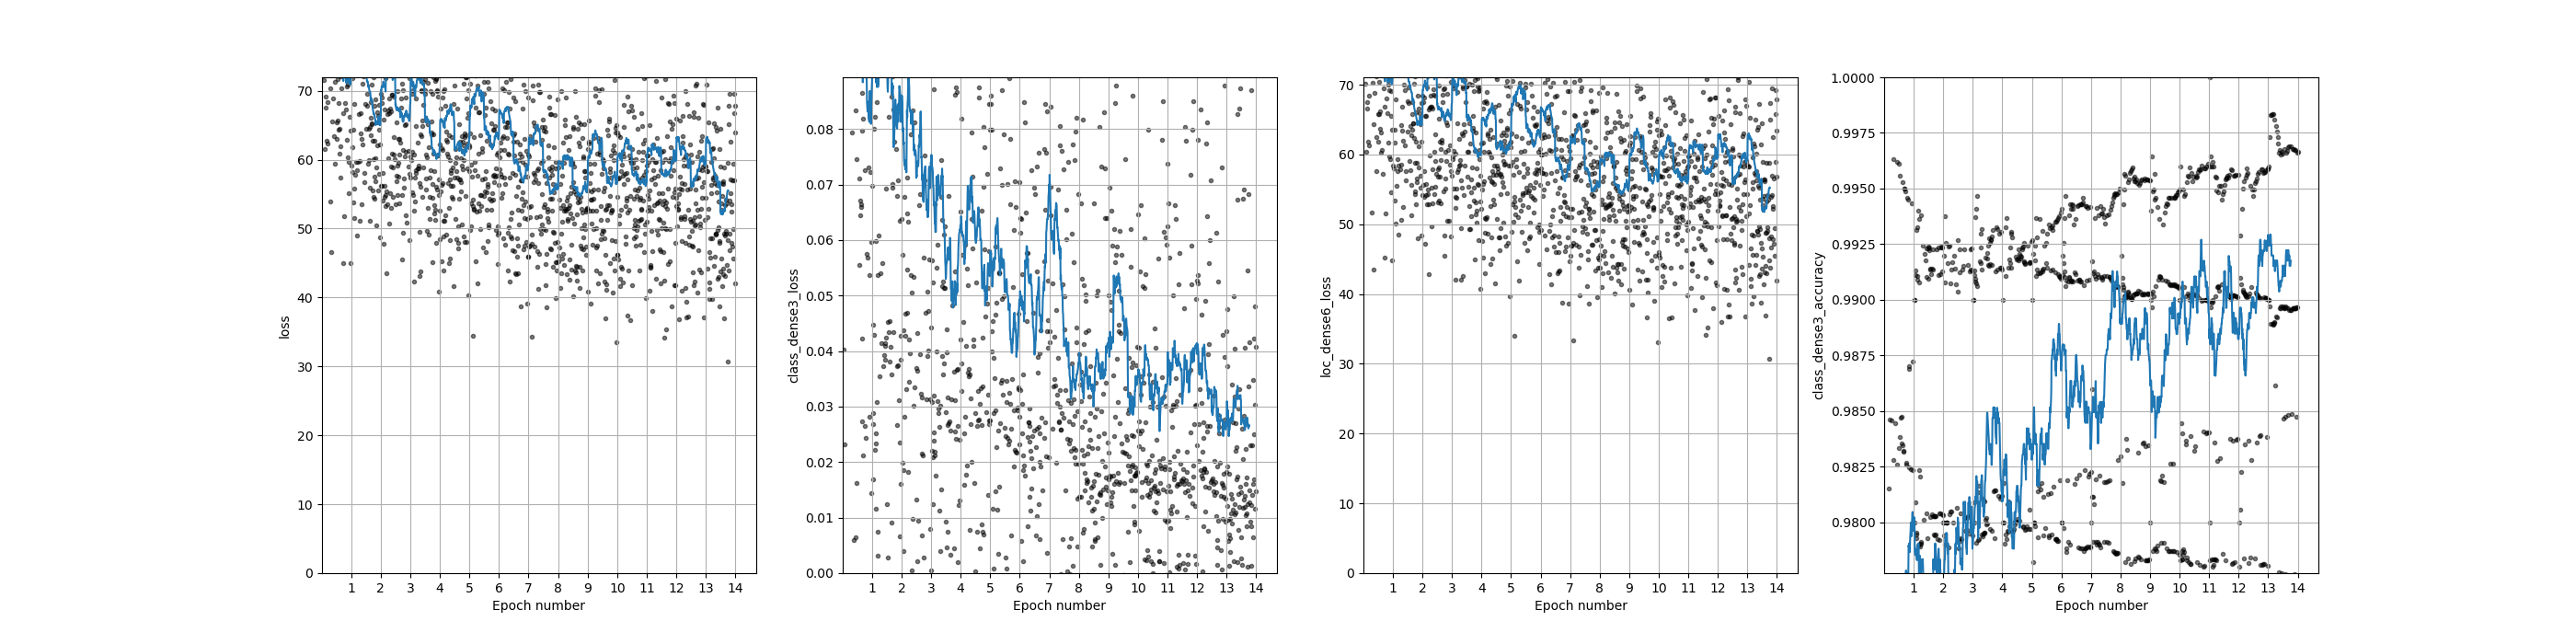 loss
70
60
50
40
30
20
10
0
1 2 3 4 5 6 7 8 9 10 11 12 13 14
Epoch number
class_dense3_loss
0.08
0.07
0.06
0.05
0.04
0.03
0.02
0.01
0.00
1 2 3 4 5 6 7 8 9 10 11 12 13 14
Epoch number
loc_dense6_loss
70
60
50
40
30
20
10
0
1 2 3 4 5 6 7 8 9 10 11 12 13 14
Epoch number
class_dense3_accuracy
1.0000
0.9975
0.9950
0.9925
0.9900
0.9875
0.9850
0.9825
0.9800
1 2 3 4 5 6 7 8 9 10 11 12 13 14
Epoch number